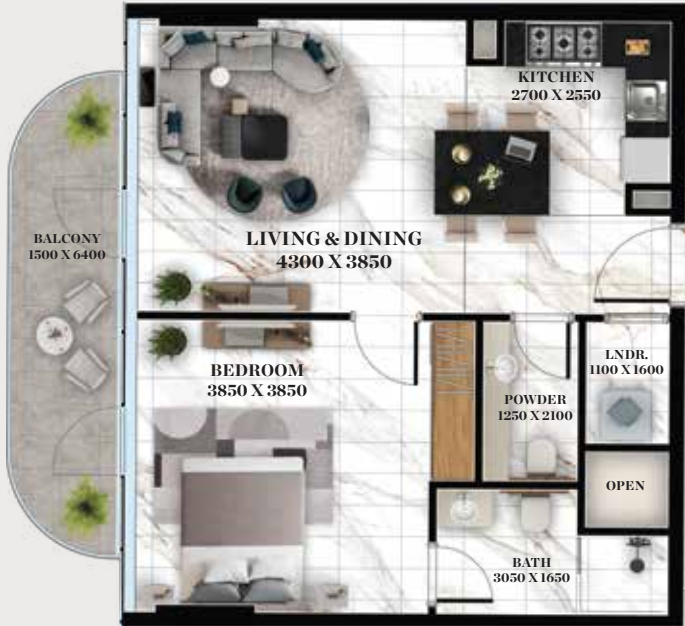 KITCHEN
2700 X 2550
BALCONY
1500 X 6400
LIVING & DINING
4300 X 3850
BEDROOM
3850 X 3850
LNDR.
1100 X 1600
POWDER
1250 X 2100
OPEN
BATH
3050 X 1650